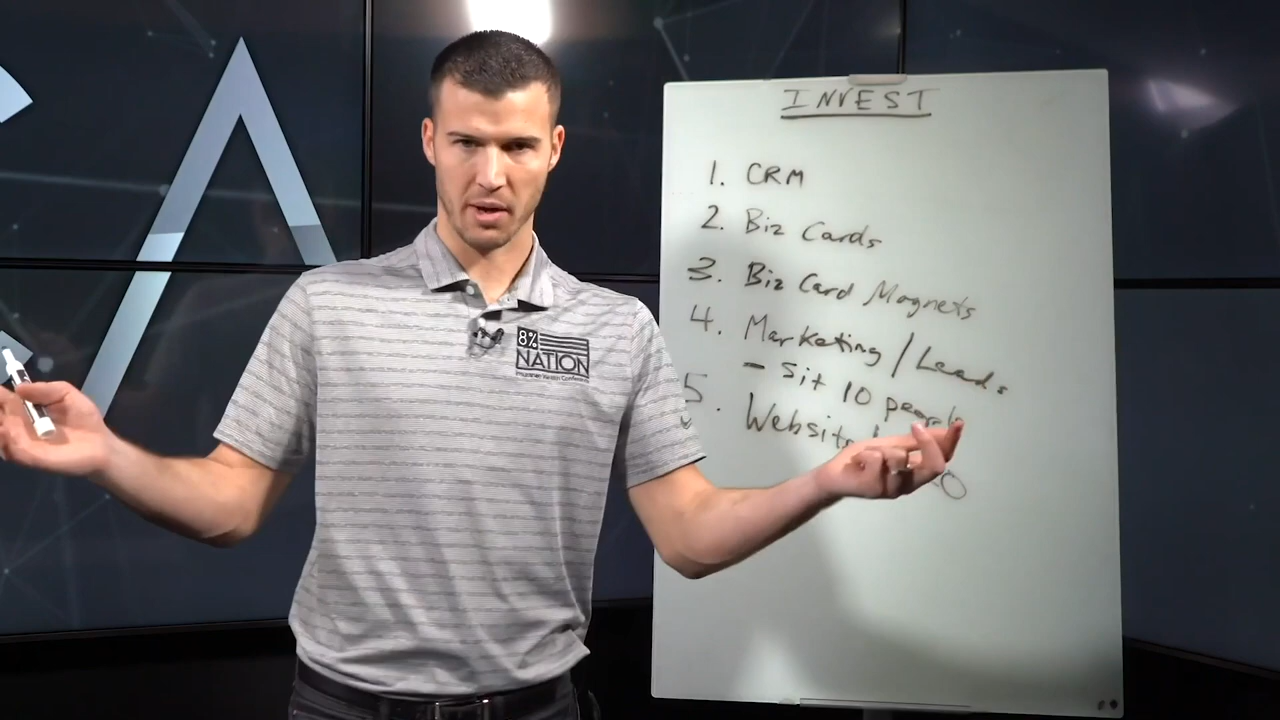 INVEST
1. CRM
2. Biz Cards
3. Biz Card Magnets
4. Marketing / Leads
- Sit 10 people
5. Website
8%
NATION